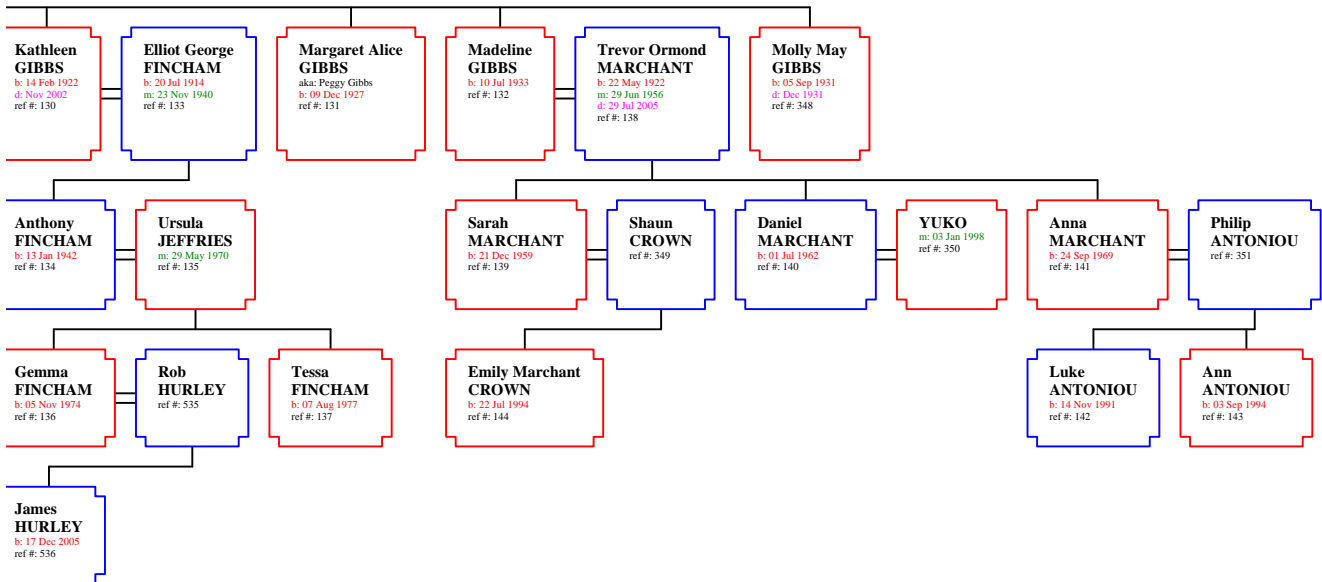 Kathleen
GIBBS
b: 14 Feb 1922
d: Nov 2002
ref #: 130
Elliot George
FINCHAM
b: 20 Jul 1914
m: 23 Nov 1940
ref #: 133
Margaret Alice
GIBBS
aka: Peggy Gibbs
b: 09 Dec 1927
ref #: 131
Madeline
GIBBS
b: 10 Jul 1933
ref #: 132
Trevor Ormond
MARCHANT
b: 22 May 1922
m: 29 Jun 1956
d: 29 Jul 2005
ref #: 138
Molly May
GIBBS
b: 05 Sep 1931
d: Dec 1931
ref #: 348
Anthony
FINCHAM
b: 13 Jan 1942
ref #: 134
Ursula
JEFFRIES
m: 29 May 1970
ref #: 135
Sarah
MARCHANT
b: 21 Dec 1959
ref #: 139
Shaun
CROWN
ref #: 349
Daniel
MARCHANT
b: 01 Jul 1962
ref #: 140
YUKO
m: 03 Jan 1998
ref #: 350
Anna
MARCHANT
b: 24 Sep 1969
ref #: 141
Philip
ANTONIOU
ref #: 351
Gemma
FINCHAM
b: 05 Nov 1974
ref #: 136
Rob
HURLEY
ref #: 535
Tessa
FINCHAM
b: 07 Aug 1977
ref #: 137
Emily Marchant
CROWN
b: 22 Jul 1994
ref #: 144
Luke
ANTONIOU
b: 14 Nov 1991
ref #: 142
Ann
ANTONIOU
b: 03 Sep 1994
ref #: 143
James
HURLEY
b: 17 Dec 2005
ref #: 536